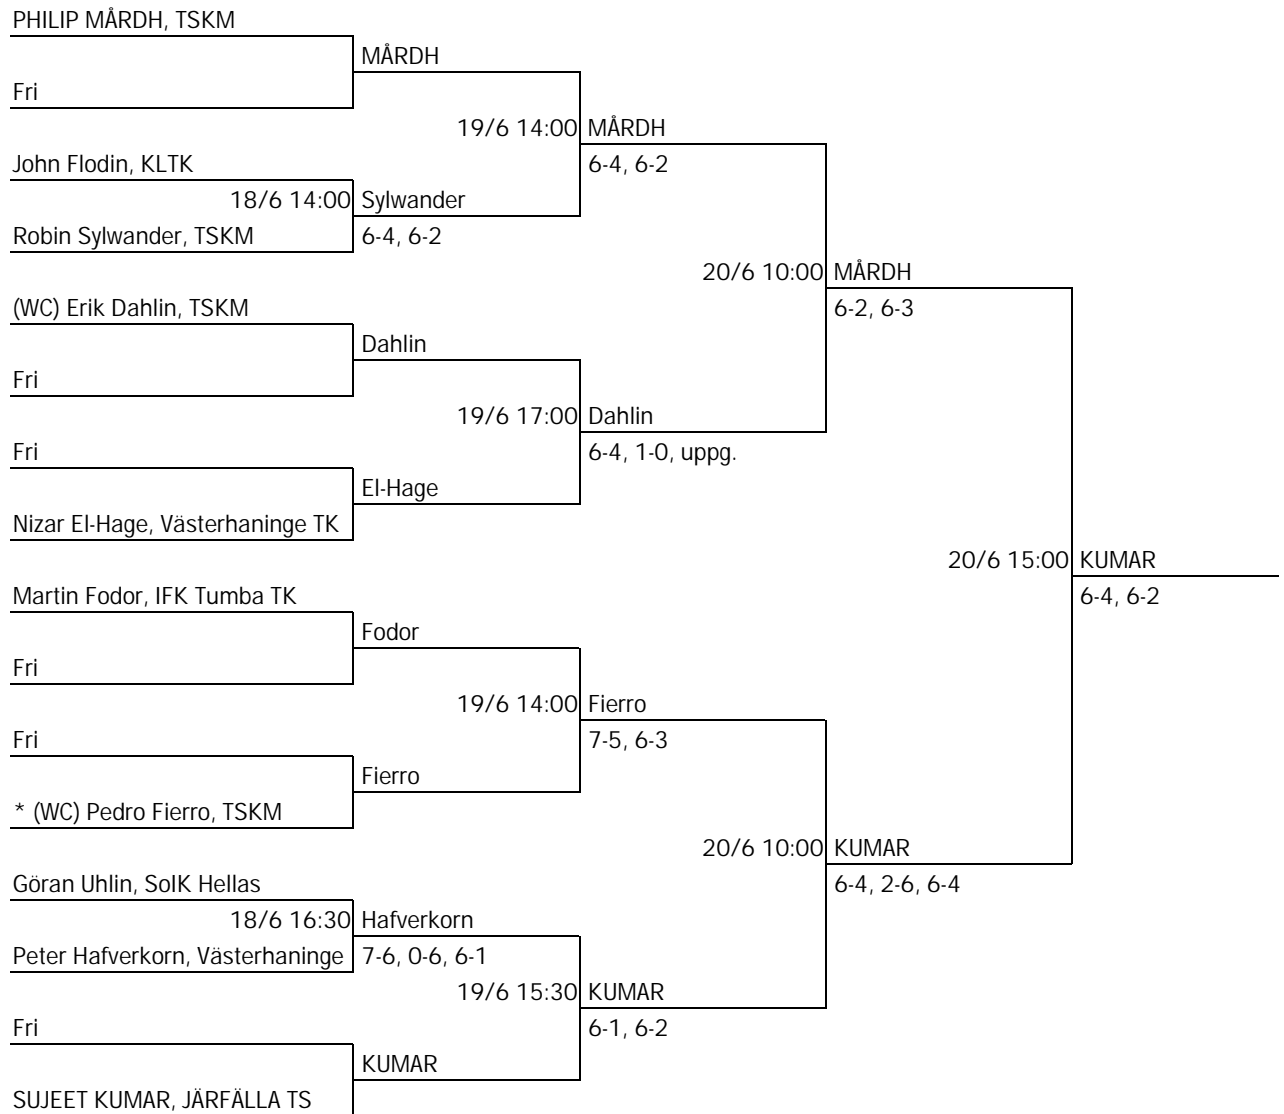 PHILIP MÅRDH, TSKM
MÅRDH
Fri
19/6 14:00 MÅRDH
John Flodin, KLTK
6-4, 6-2
18/6 14:00 Sylwander
Robin Sylwander, TSKM
6-4, 6-2
20/6 10:00 MÅRDH
(WC) Erik Dahlin, TSKM
6-2, 6-3
Dahlin
Fri
19/6 17:00 Dahlin
Fri
6-4, 1-0, uppg.
El-Hage
Nizar El-Hage, Västerhaninge TK
20/6 15:00 KUMAR
Martin Fodor, IFK Tumba TK
6-4, 6-2
Fodor
Fri
19/6 14:00 Fierro
Fri
7-5, 6-3
Fierro
* (WC) Pedro Fierro, TSKM
20/6 10:00 KUMAR
Göran Uhlin, SoIK Hellas
6-4, 2-6, 6-4
18/6 16:30 Hafverkorn
Peter Hafverkorn, Västerhaninge
7-6, 0-6, 6-1
19/6 15:30 KUMAR
Fri
6-1, 6-2
KUMAR
SUJEET KUMAR, JÄRFÄLLA TS